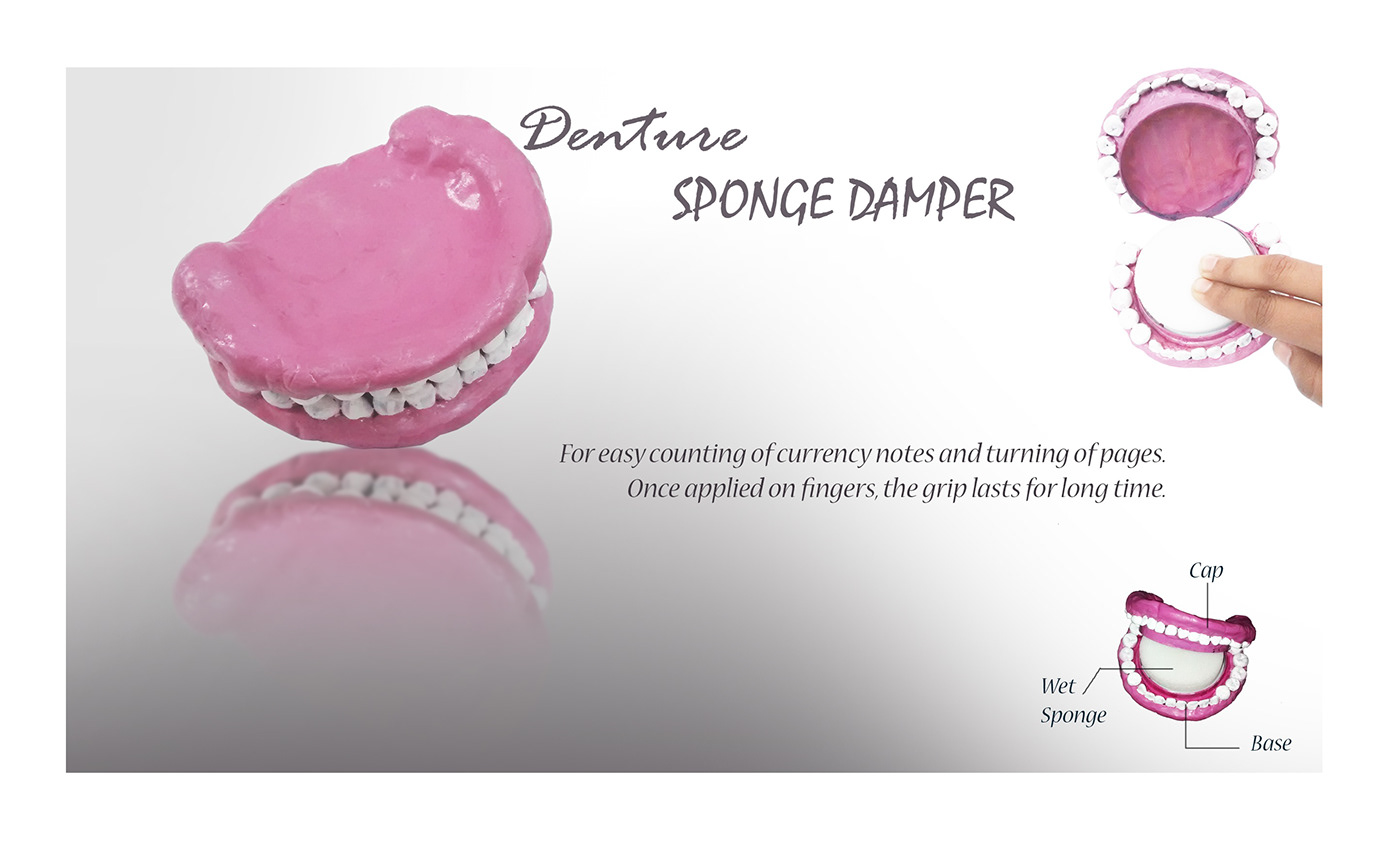 Denture
SPONGE DAMPER
For easy counting of currency notes and turning of pages.
Once applied on fingers, the grip lasts for long time.
Cap
Wet
Sponge
Base